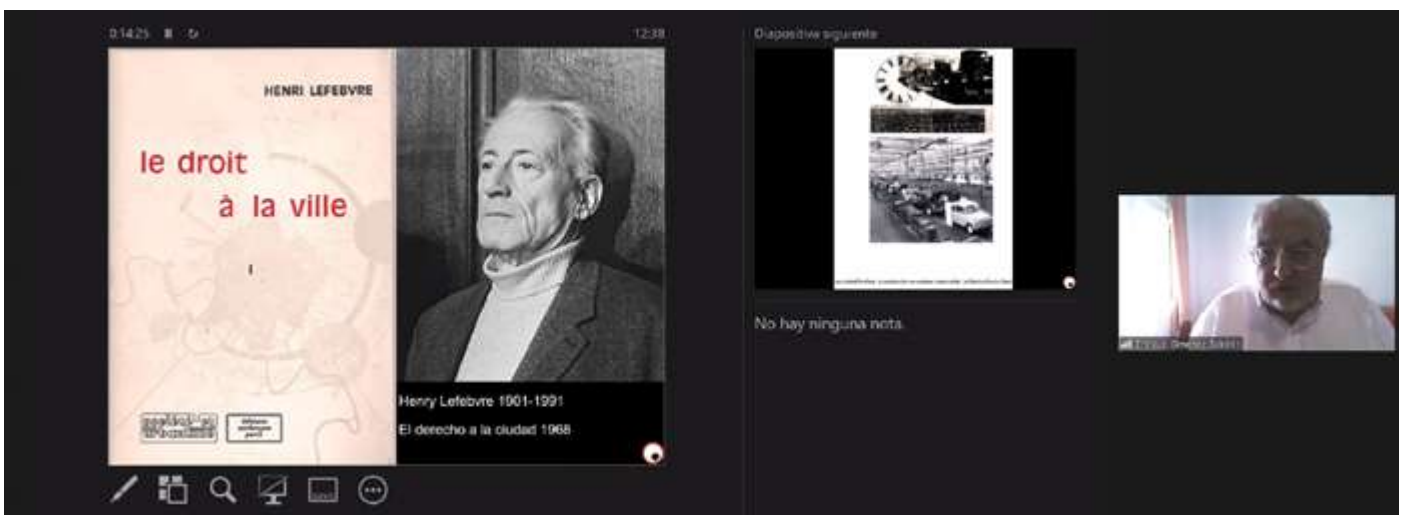 0:14:25
12:38
HENRI LEFEBVRE
le droit
à la ville
I
Henry Lefebvre 1901-1991
El derecho a la ciudad 1968
Diapositiva siguiente
No hay ninguna nota.